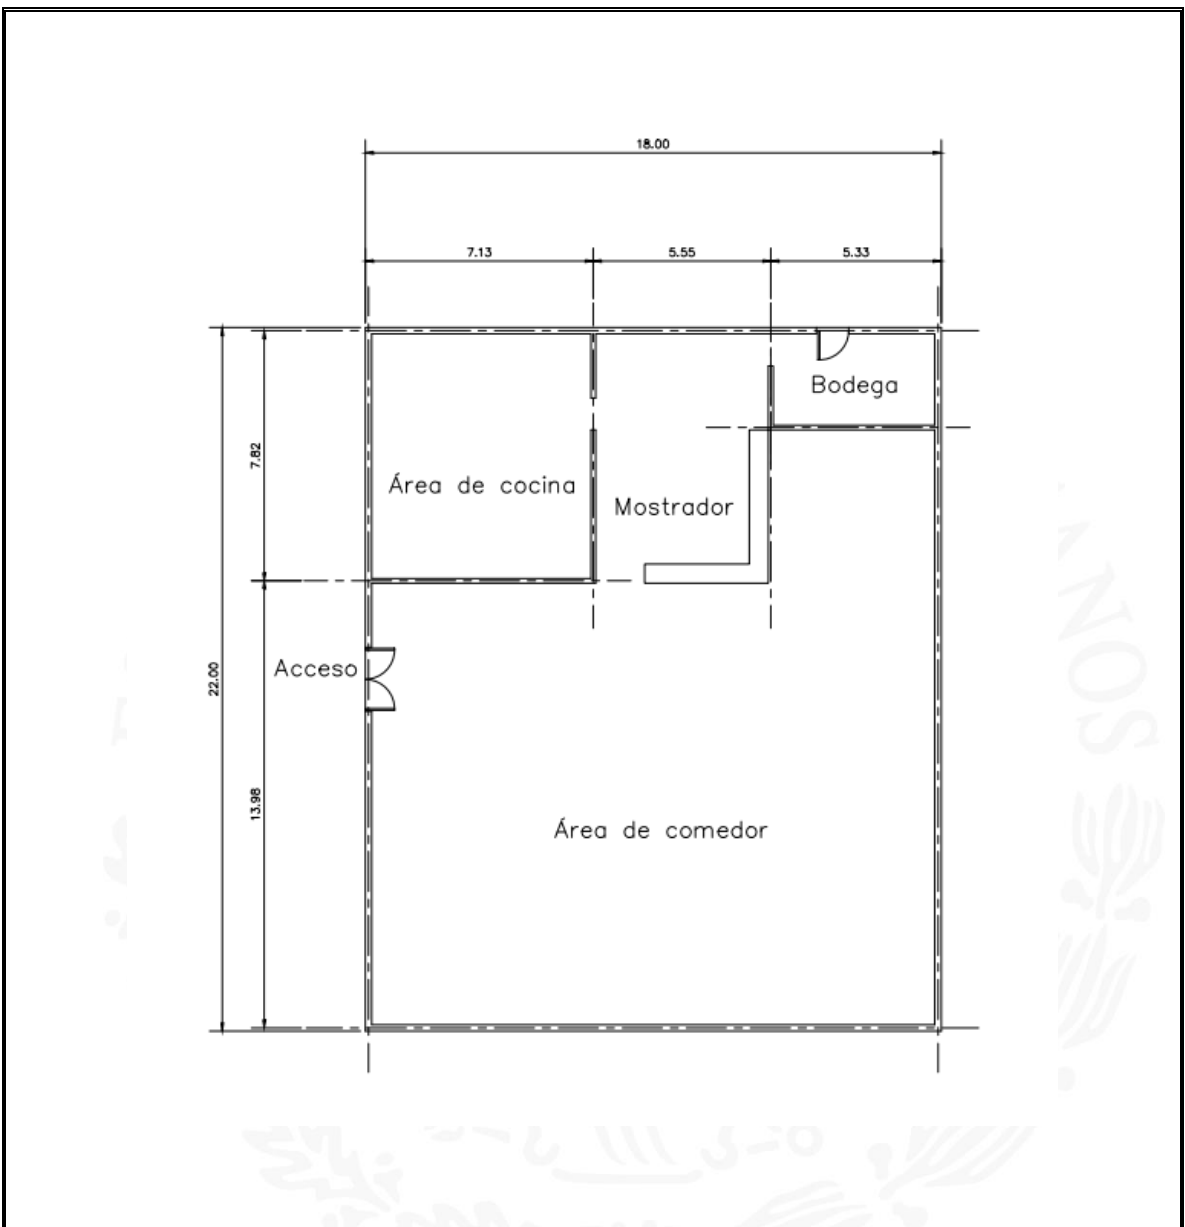 18.00
7.13 5.55 5.33
Bodega
7.82
Área de cocina
Mostrador
22.00
Acceso
13.98
Área de comedor
NOS